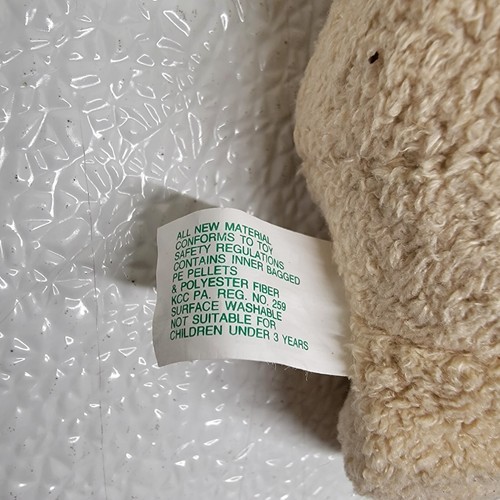 ALL NEW MATERIAL
CONFORMS TO TOY
SAFETY REGULATIONS
CONTAINS INNER BAGGED
PE PELLETS
& POLYESTER FIBER
KCC PA. REG. NO. 259
SURFACE WASHABLE
NOT SUITABLE FOR
CHILDREN UNDER 3 YEARS